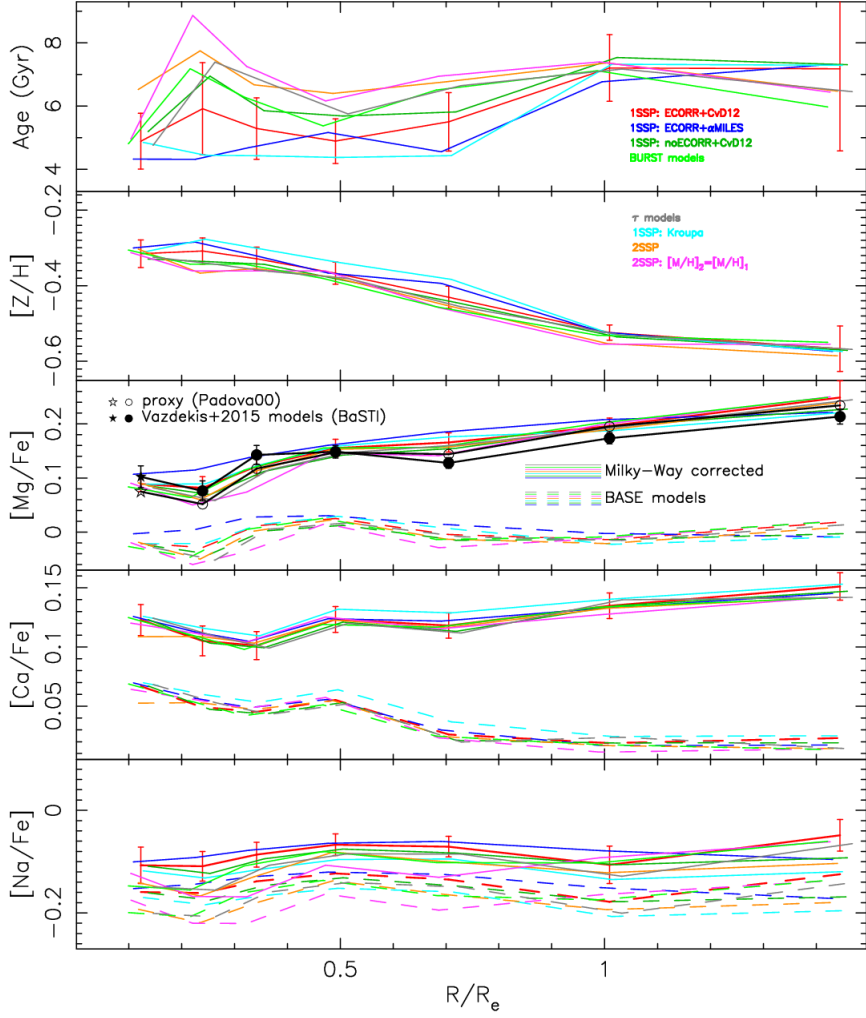 Age (Gyr)
8
6
4
1SSP: ECORR+CvD12
1SSP: ECORR+αMILES
1SSP: noECORR+CvD12
BURST models
[Z/H]
−0.2
−0.4
−0.6
τ models
1SSP: Kroupa
2SSP
2SSP: [M/H]₂=[M/H]₁
[Mg/Fe]
0.2
0.1
0
proxy (Padova00)
Vazdekis+2015 models (BaSTI)
Milky−Way corrected
BASE models
[Ca/Fe]
0.15
0.1
0.05
[Na/Fe]
0
−0.2
0.5
1
R/Rₑ